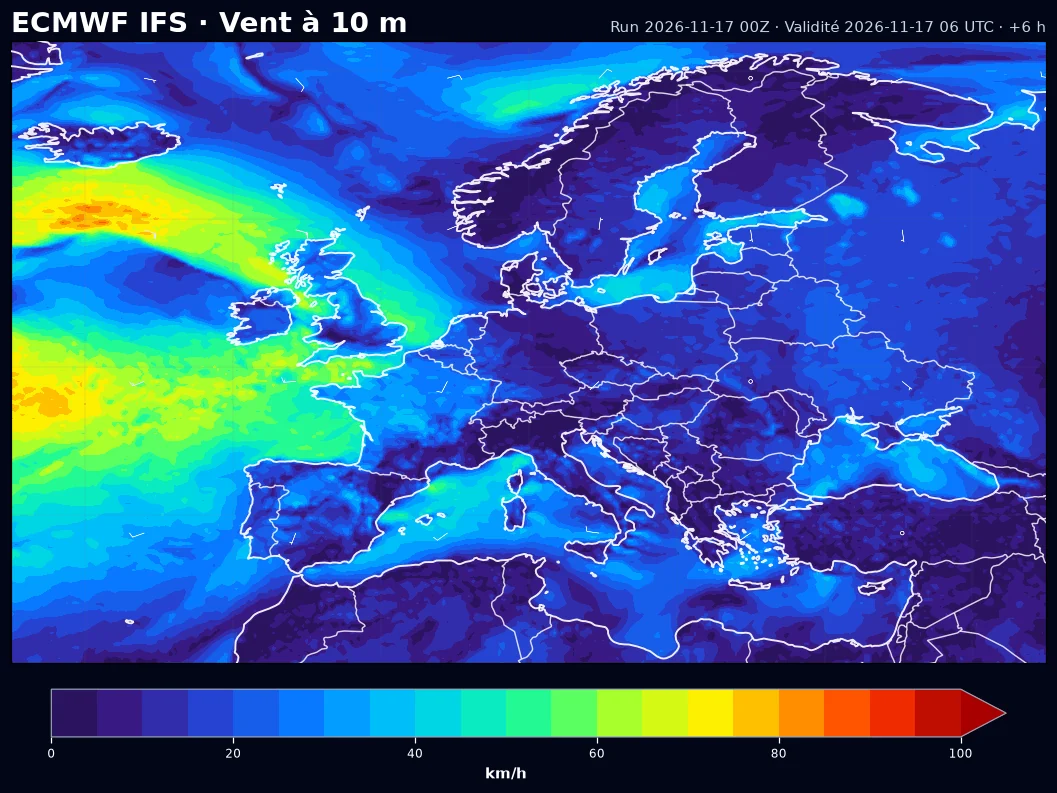 ECMWF IFS · Vent à 10 m
Run 2026-11-17 00Z · Validité 2026-11-17 06 UTC · +6 h
0 20 40 60 80 100
km/h